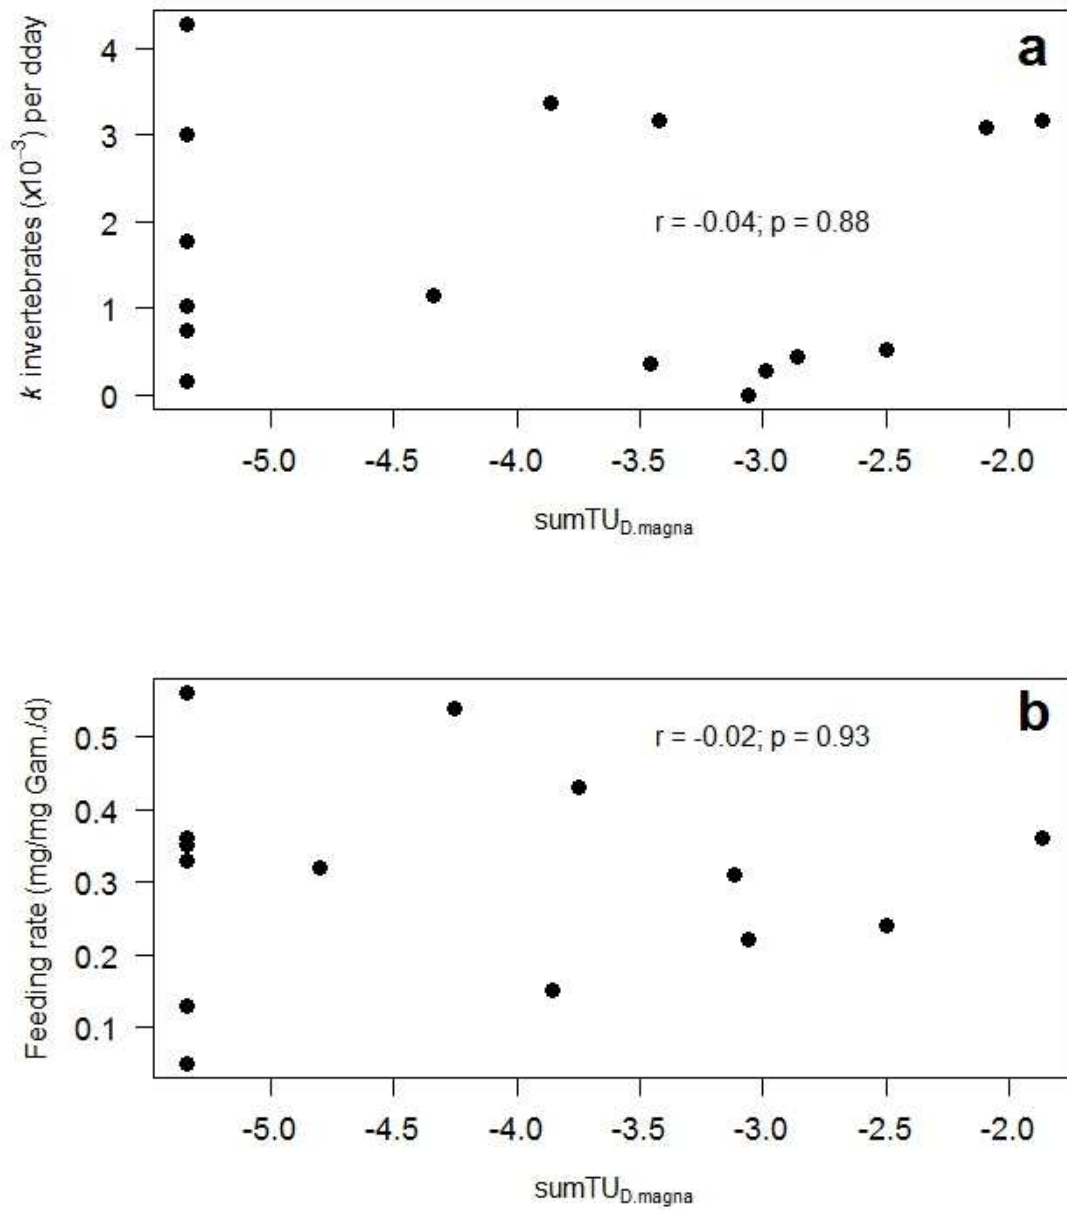 a
k invertebrates (x10⁻³) per dday
4
3
2
1
0
r = -0.04; p = 0.88
-5.0 -4.5 -4.0 -3.5 -3.0 -2.5 -2.0
sumTU D.magna
b
Feeding rate (mg/mg Gam./d)
0.5
0.4
0.3
0.2
0.1
r = -0.02; p = 0.93
-5.0 -4.5 -4.0 -3.5 -3.0 -2.5 -2.0
sumTU D.magna